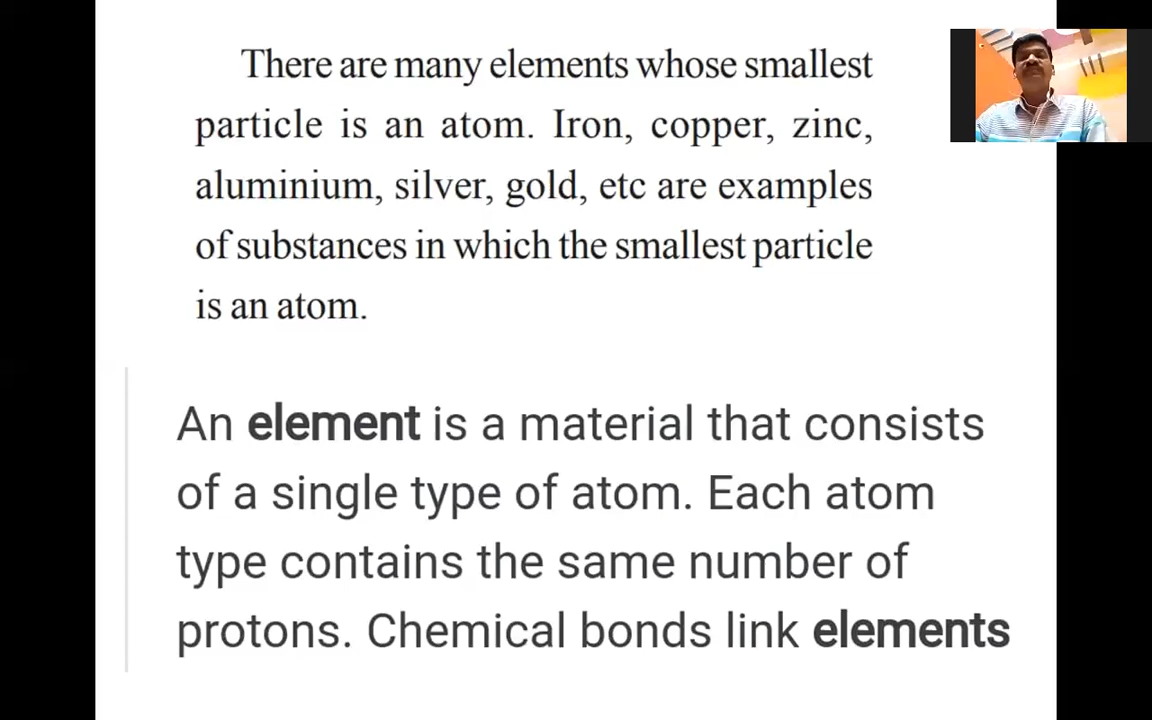 There are many elements whose smallest
particle is an atom. Iron, copper, zinc,
aluminium, silver, gold, etc are examples
of substances in which the smallest particle
is an atom.
An element is a material that consists
of a single type of atom. Each atom
type contains the same number of
protons. Chemical bonds link elements